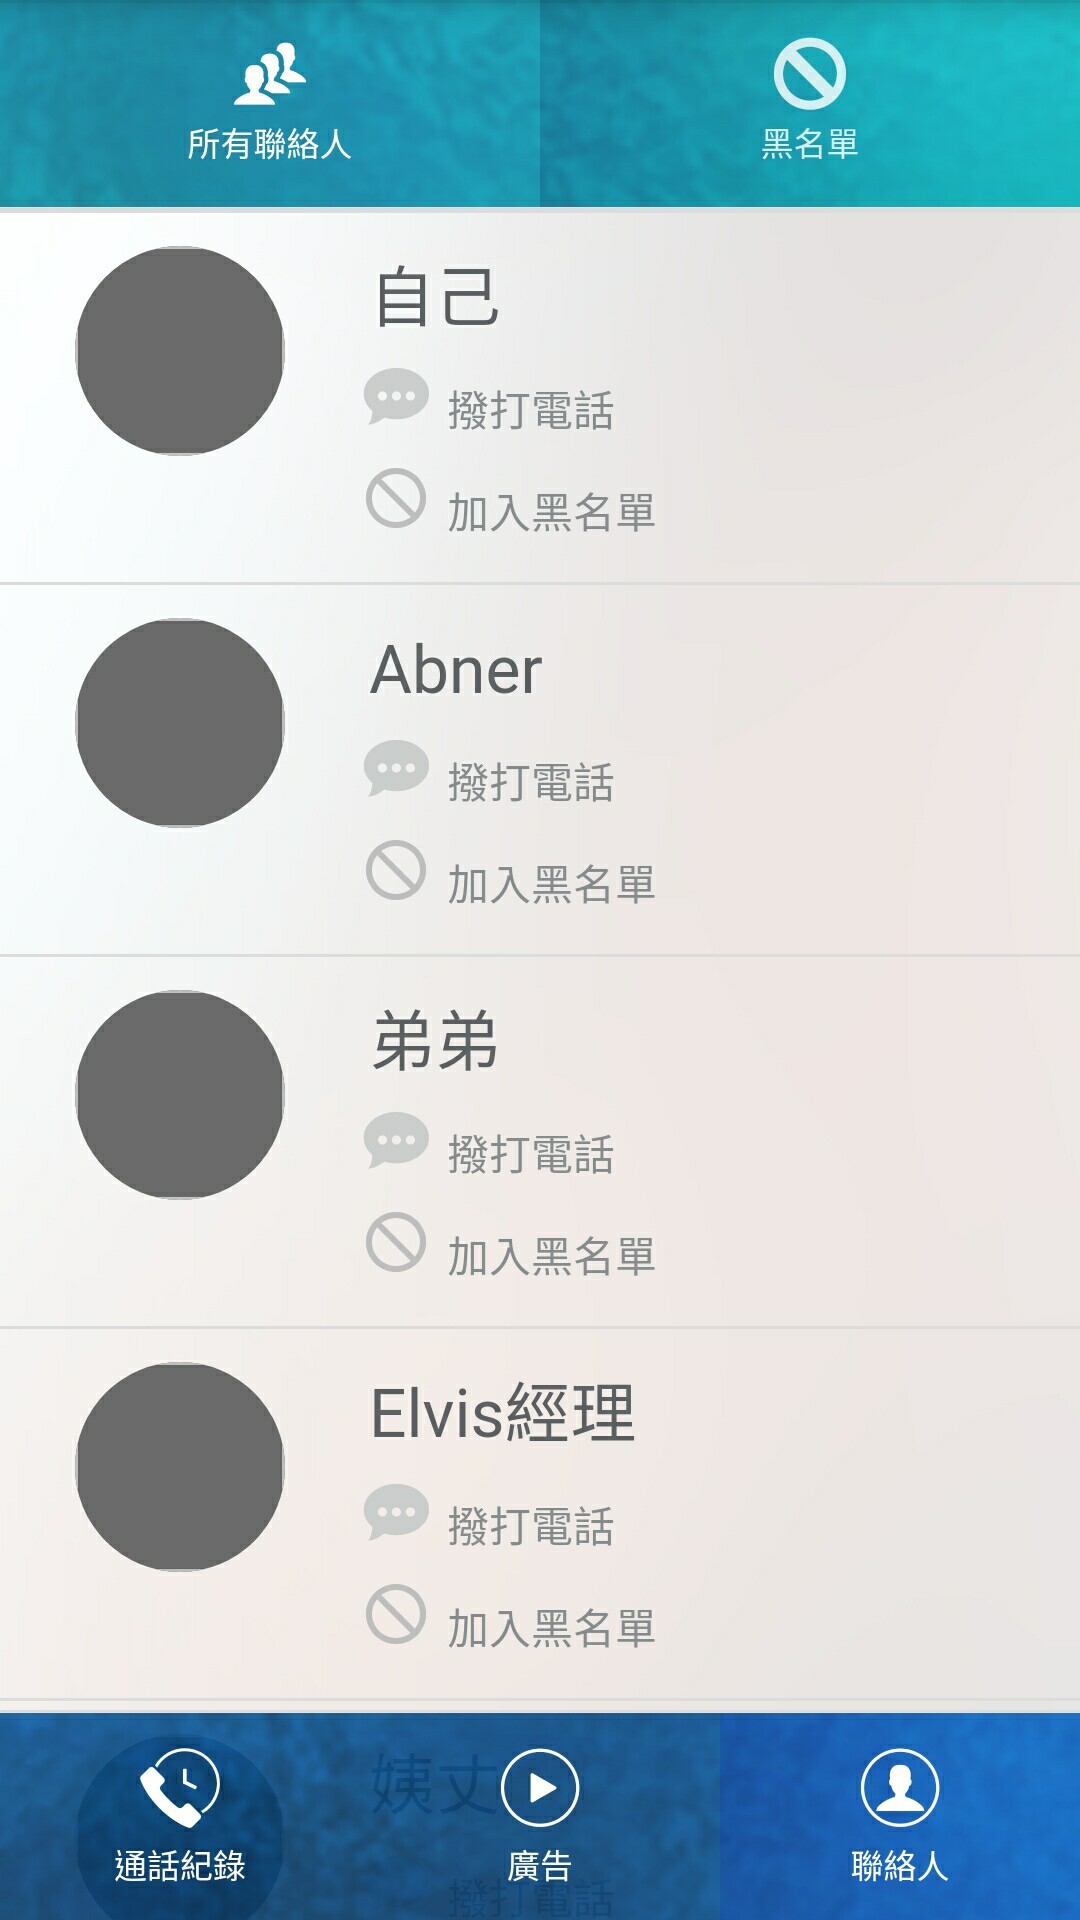 所有聯絡人
黑名單
自己
撥打電話
加入黑名單
Abner
撥打電話
加入黑名單
弟弟
撥打電話
加入黑名單
Elvis經理
撥打電話
加入黑名單
姨丈
撥打電話
通話紀錄
廣告
聯絡人